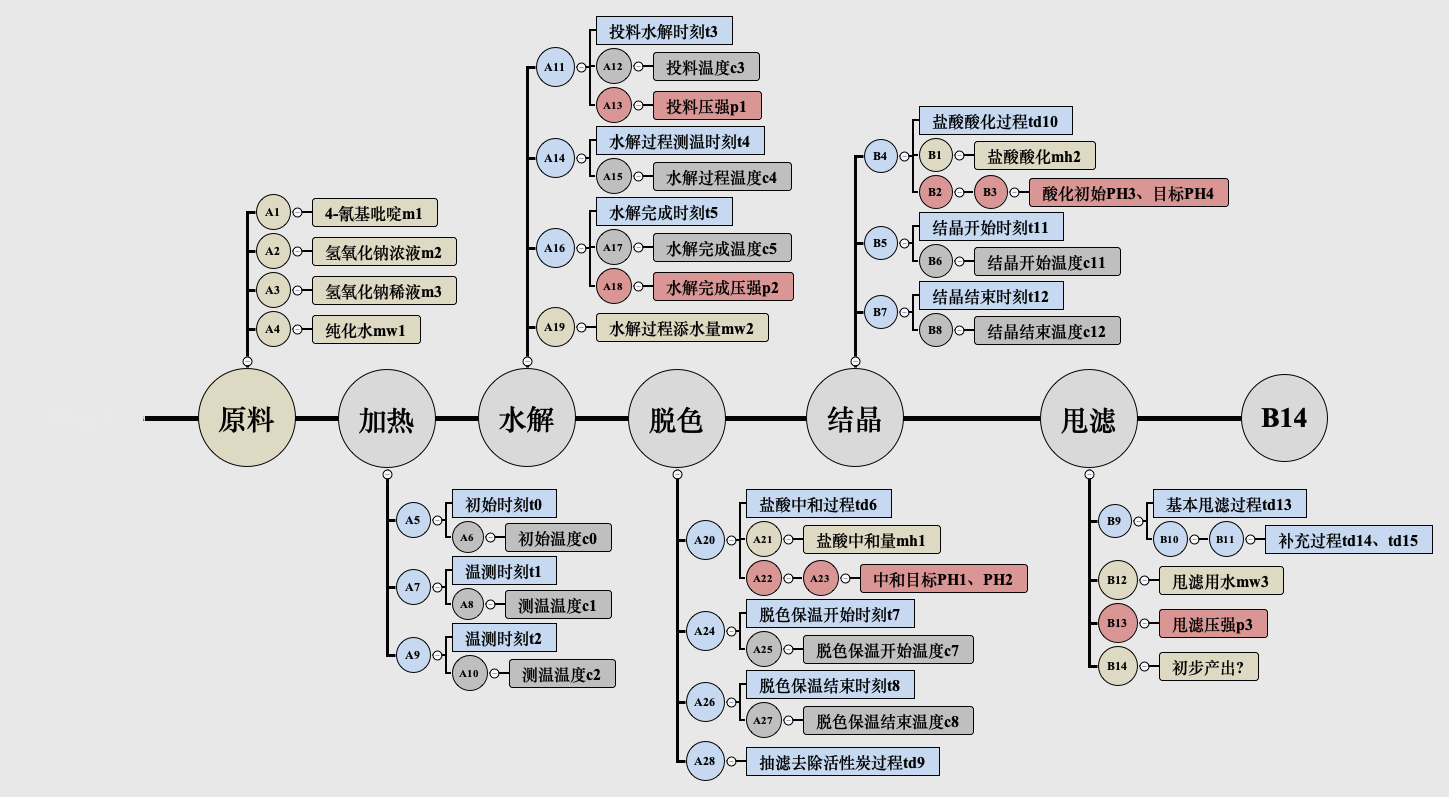 A11
投料水解时刻t3
A12
投料温度c3
A13
投料压强p1
A14
水解过程测温时刻t4
A15
水解过程温度c4
A16
水解完成时刻t5
A17
水解完成温度c5
A18
水解完成压强p2
A19
水解过程添水量mw2
B4
盐酸酸化过程td10
B1
盐酸酸化mh2
B2
B3
酸化初始PH3、目标PH4
B5
结晶开始时刻t11
B6
结晶开始温度c11
B7
结晶结束时刻t12
B8
结晶结束温度c12
A1
4-氰基吡啶m1
A2
氢氧化钠浓液m2
A3
氢氧化钠稀液m3
A4
纯化水mw1
原料
加热
水解
脱色
结晶
甩滤
B14
A5
初始时刻t0
A6
初始温度c0
A7
温测时刻t1
A8
测温温度c1
A9
温测时刻t2
A10
测温温度c2
A20
盐酸中和过程td6
A21
盐酸中和量mh1
A22
A23
中和目标PH1、PH2
A24
脱色保温开始时刻t7
A25
脱色保温开始温度c7
A26
脱色保温结束时刻t8
A27
脱色保温结束温度c8
A28
抽滤去除活性炭过程td9
B9
基本甩滤过程td13
B10
B11
补充过程td14、td15
B12
甩滤用水mw3
B13
甩滤压强p3
B14
初步产出?